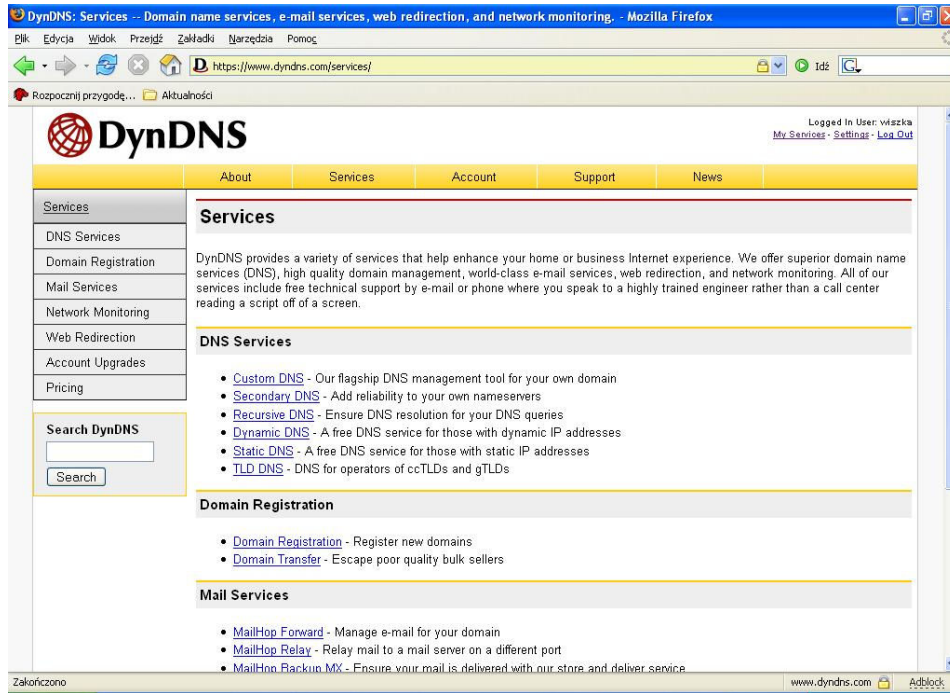 DynDNS: Services -- Domain name services, e-mail services, web redirection, and network monitoring. - Mozilla Firefox
Plik Edycja Widok Przejdź Zakładki Narzędzia Pomoc
https://www.dyndns.com/services/
Idź
Rozpocznij przygodę... Aktualności
DynDNS
Logged In User: wiszka
My Services - Settings - Log Out
About Services Account Support News
Services
DNS Services
Domain Registration
Mail Services
Network Monitoring
Web Redirection
Account Upgrades
Pricing
Search DynDNS
Search
Services
DynDNS provides a variety of services that help enhance your home or business Internet experience. We offer superior domain name
services (DNS), high quality domain management, world-class e-mail services, web redirection, and network monitoring. All of our
services include free technical support by e-mail or phone where you speak to a highly trained engineer rather than a call center
reading a script off of a screen.
DNS Services
Custom DNS - Our flagship DNS management tool for your own domain
Secondary DNS - Add reliability to your own nameservers
Recursive DNS - Ensure DNS resolution for your DNS queries
Dynamic DNS - A free DNS service for those with dynamic IP addresses
Static DNS - A free DNS service for those with static IP addresses
TLD DNS - DNS for operators of ccTLDs and gTLDs
Domain Registration
Domain Registration - Register new domains
Domain Transfer - Escape poor quality bulk sellers
Mail Services
MailHop Forward - Manage e-mail for your domain
MailHop Relay - Relay mail to a mail server on a different port
MailHop Backup MX - Ensure your mail is delivered with our store and deliver service
Zakończono
www.dyndns.com
Adblock